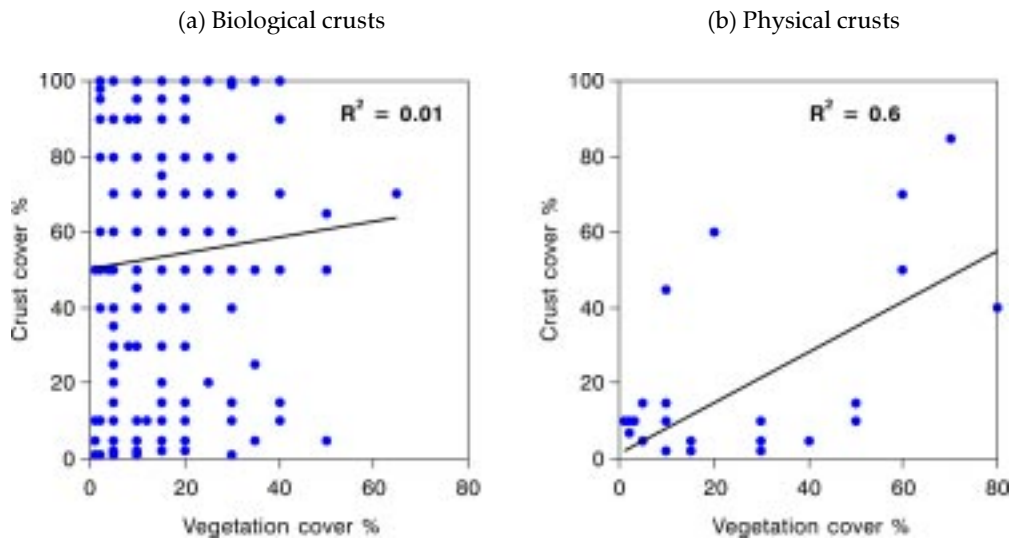 (a) Biological crusts
(b) Physical crusts
100
80
60
40
20
0
Crust cover %
R² = 0.01
0 20 40 60 80
Vegetation cover %
100
80
60
40
20
0
Crust cover %
R² = 0.6
0 20 40 60 80
Vegetation cover %